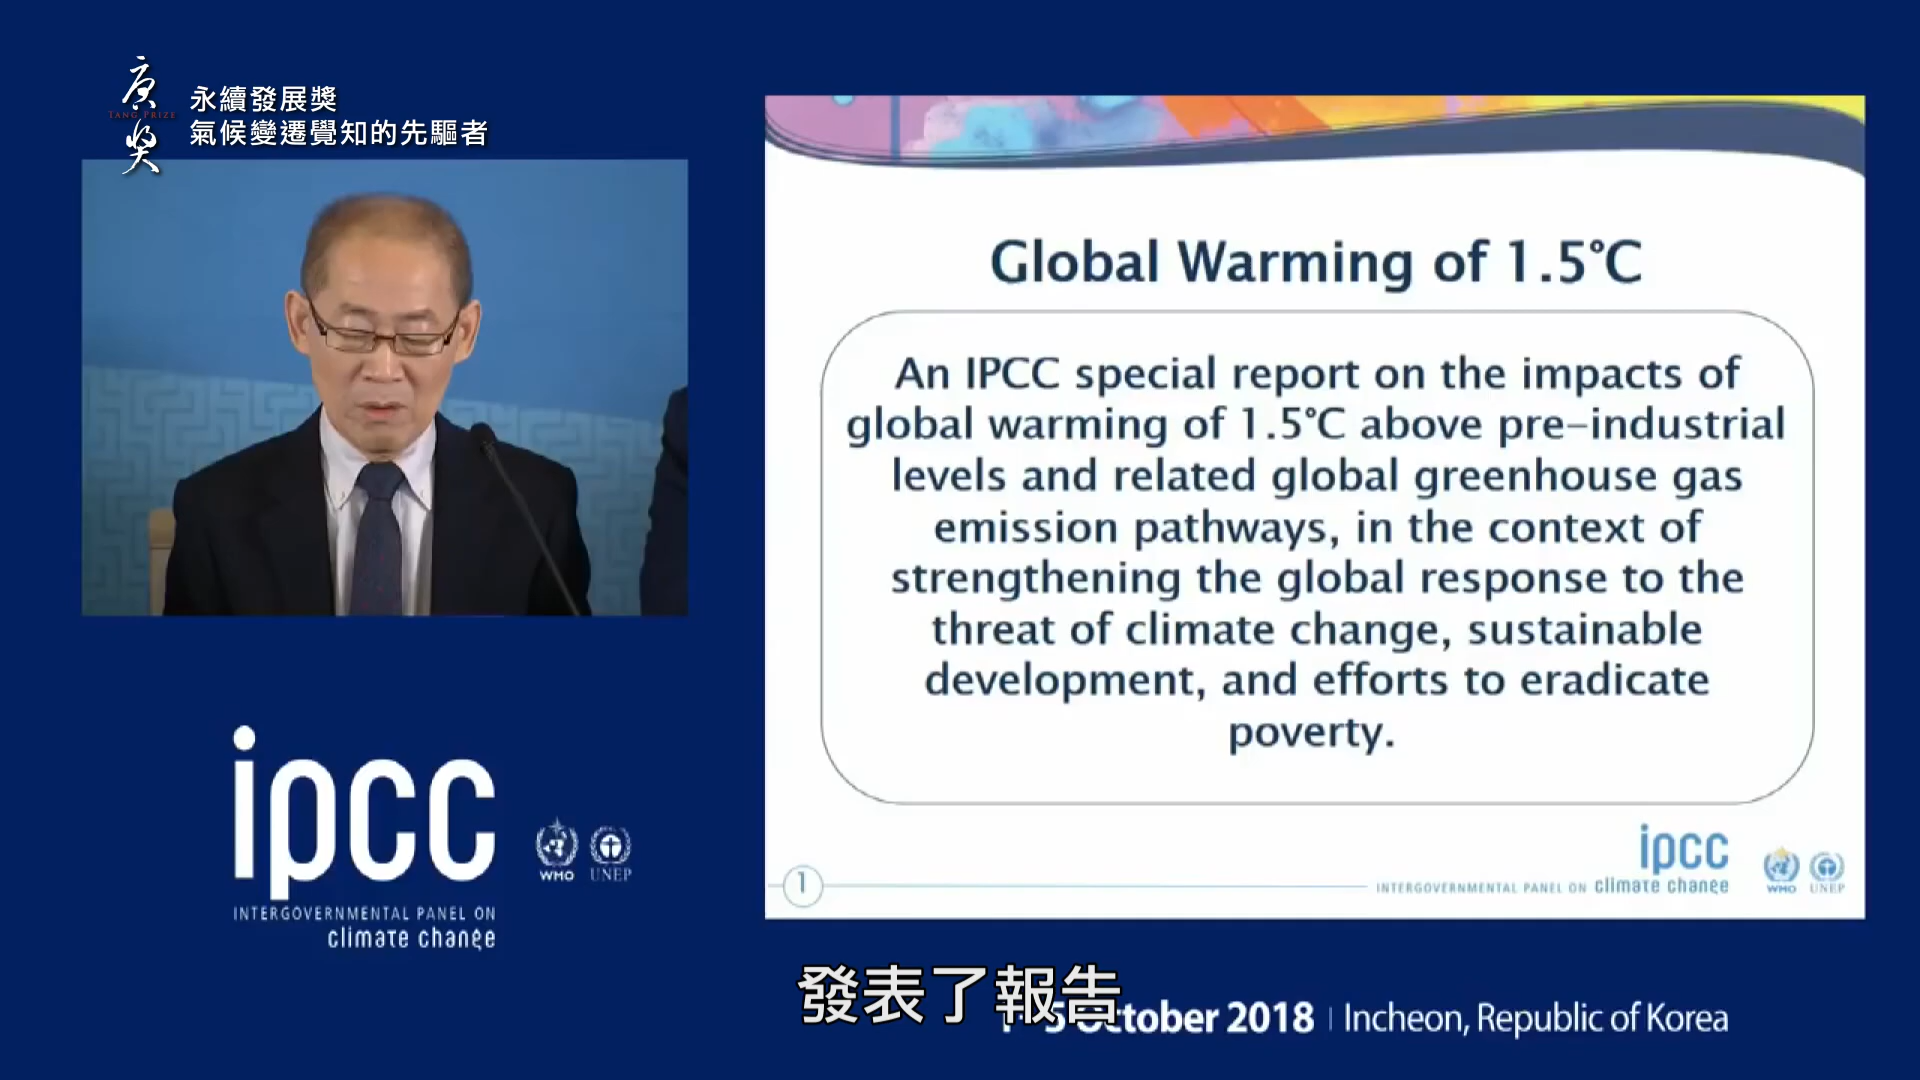 唐獎
TANG PRIZE
永續發展獎
氣候變遷覺知的先驅者
Global Warming of 1.5°C
An IPCC special report on the impacts of
global warming of 1.5°C above pre-industrial
levels and related global greenhouse gas
emission pathways, in the context of
strengthening the global response to the
threat of climate change, sustainable
development, and efforts to eradicate
poverty.
1
ipcc
INTERGOVERNMENTAL PANEL ON climate change
WMO
UNEP
ipcc
INTERGOVERNMENTAL PANEL ON
climate change
WMO
UNEP
發表了報告
5 October 2018 | Incheon, Republic of Korea